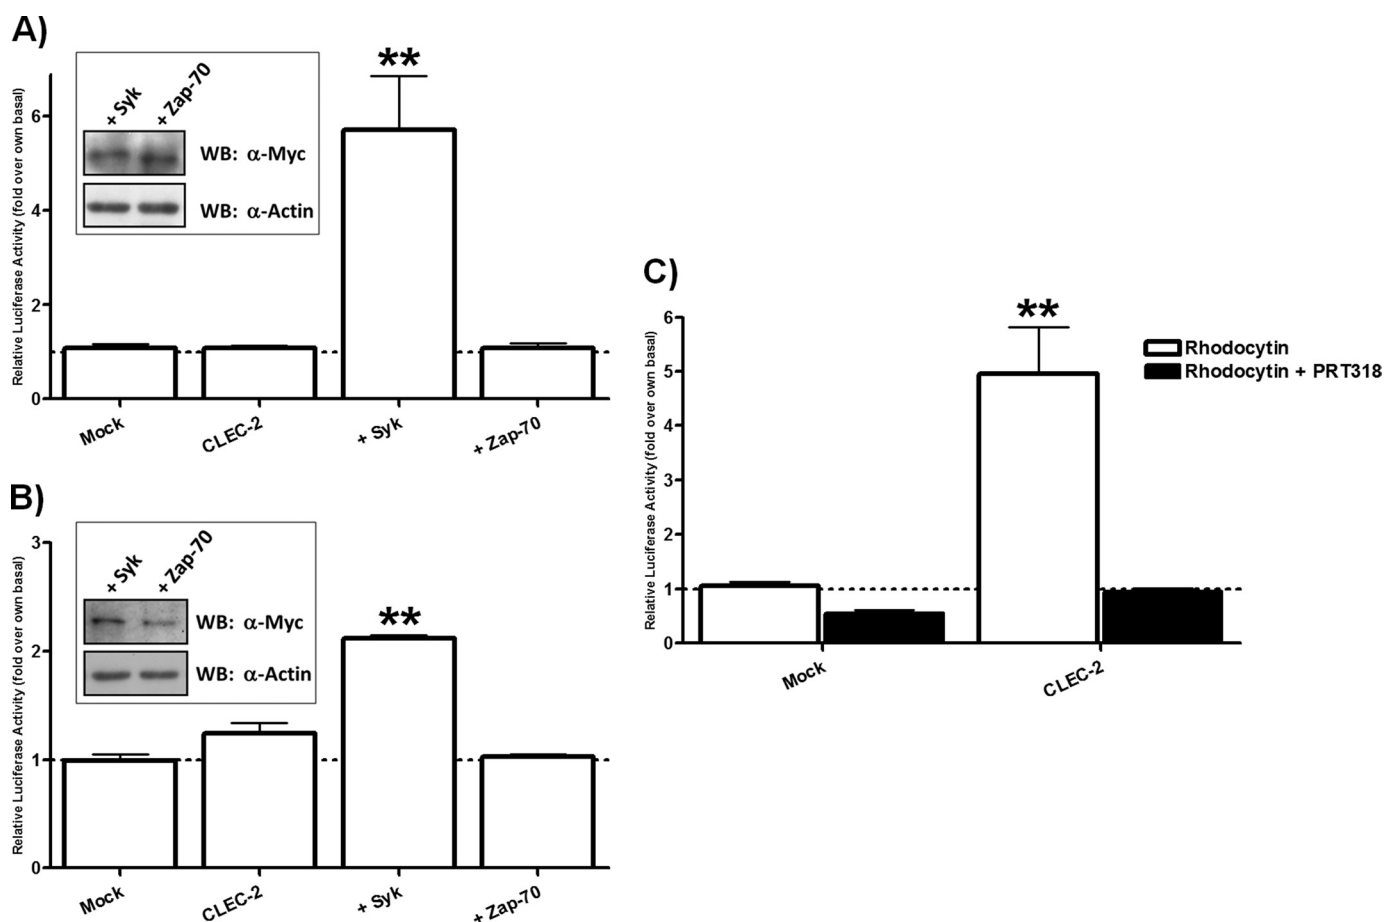 A)
Relative Luciferase Activity (fold over own basal)
6
4
2
0
+ Syk
+ Zap-70
WB: α-Myc
WB: α-Actin
**
Mock
CLEC-2
+ Syk
+ Zap-70
B)
Relative Luciferase Activity (fold over own basal)
3
2
1
0
+ Syk
+ Zap-70
WB: α-Myc
WB: α-Actin
**
Mock
CLEC-2
+ Syk
+ Zap-70
C)
Relative Luciferase Activity (fold over own basal)
6
5
4
3
2
1
0
**
Mock
CLEC-2
Rhodocytin
Rhodocytin + PRT318